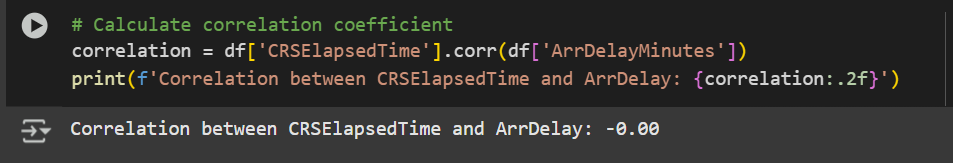 # Calculate correlation coefficient
correlation = df['CRSElapsedTime'].corr(df['ArrDelayMinutes'])
print(f'Correlation between CRSElapsedTime and ArrDelay: {correlation:.2f}')
Correlation between CRSElapsedTime and ArrDelay: -0.00